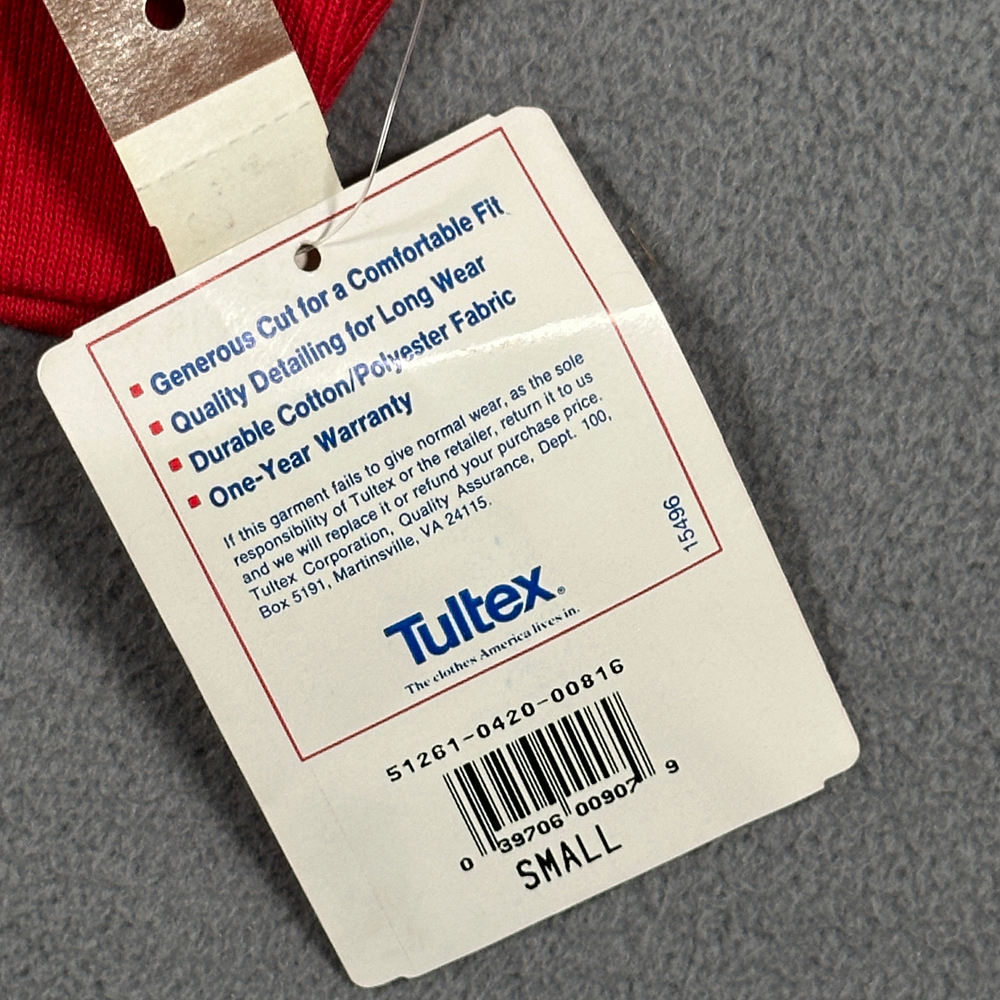 Generous Cut for a Comfortable Fit
Quality Detailing for Long Wear
Durable Cotton/Polyester Fabric
One-Year Warranty
If this garment fails to give normal wear, as the sole
responsibility of Tultex or the retailer, return it to us
and we will replace it or refund your purchase price.
Tultex Corporation, Quality Assurance, Dept. 100,
Box 5191, Martinsville, VA 24115.
15496
Tultex®
The clothes America lives in.
51261-0420-00816
0 39706 00907 9
SMALL